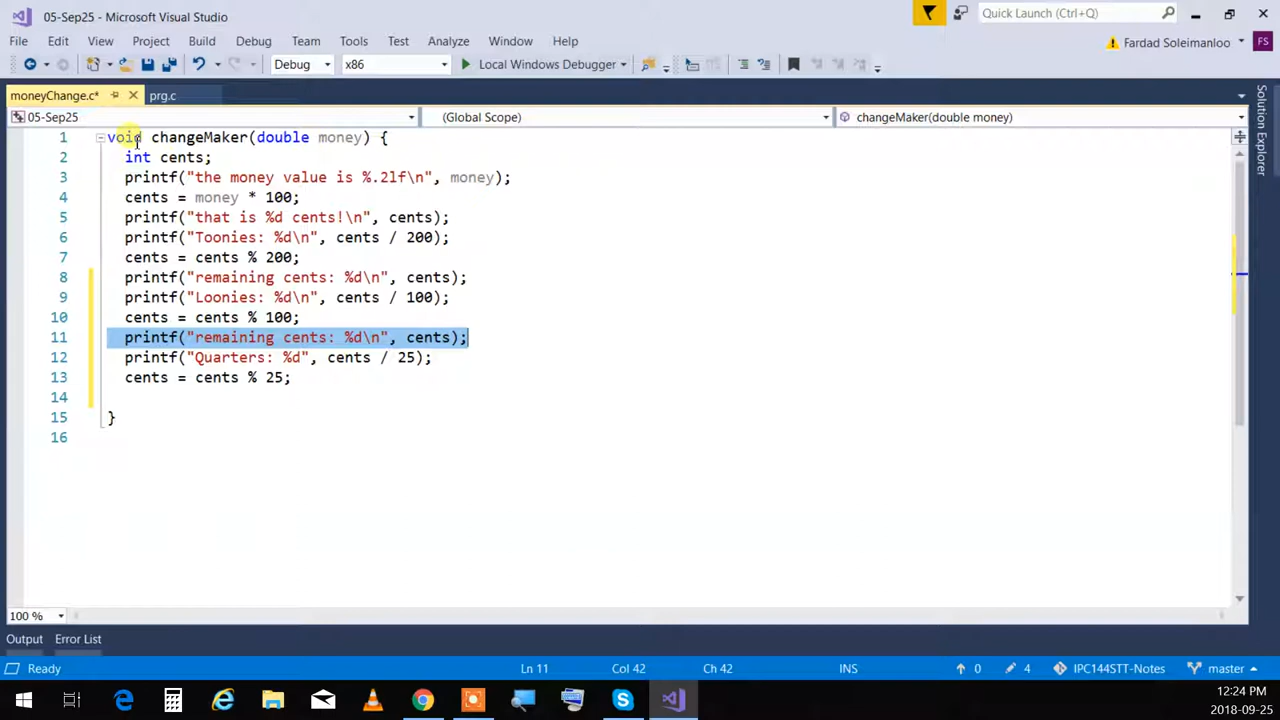 05-Sep25 - Microsoft Visual Studio
Quick Launch (Ctrl+Q)
File Edit View Project Build Debug Team Tools Test Analyze Window Help
Fardad Soleimanloo FS
Debug x86 Local Windows Debugger
moneyChange.c* prg.c
05-Sep25 (Global Scope) changeMaker(double money)
1 void changeMaker(double money) {
2 int cents;
3 printf("the money value is %.2lf\n", money);
4 cents = money * 100;
5 printf("that is %d cents!\n", cents);
6 printf("Toonies: %d\n", cents / 200);
7 cents = cents % 200;
8 printf("remaining cents: %d\n", cents);
9 printf("Loonies: %d\n", cents / 100);
10 cents = cents % 100;
11 printf("remaining cents: %d\n", cents);
12 printf("Quarters: %d", cents / 25);
13 cents = cents % 25;
14
15 }
16
Solution Explorer
100 %
Output Error List
Ready Ln 11 Col 42 Ch 42 INS 0 4 IPC144STT-Notes master
12:24 PM
2018-09-25